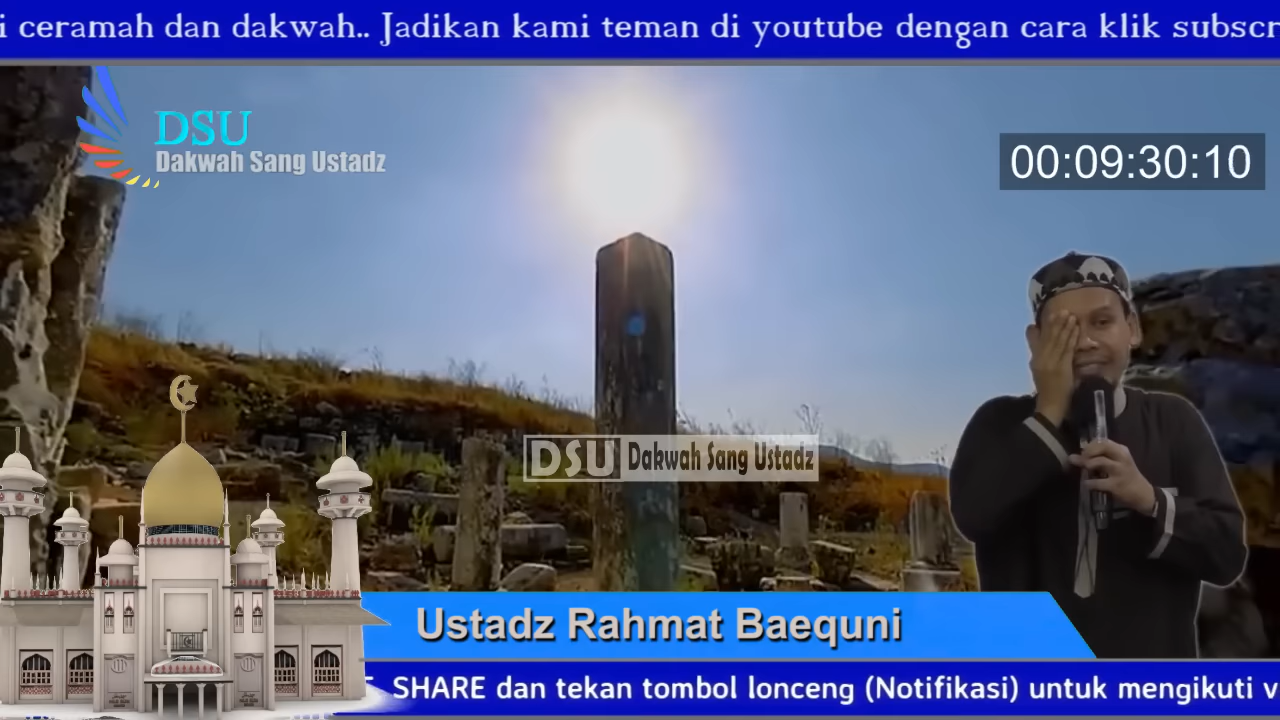 i ceramah dan dakwah.. Jadikan kami teman di youtube dengan cara klik subscr
DSU
Dakwah Sang Ustadz
00:09:30:10
DSU Dakwah Sang Ustadz
Ustadz Rahmat Baequni
SHARE dan tekan tombol lonceng (Notifikasi) untuk mengikuti v